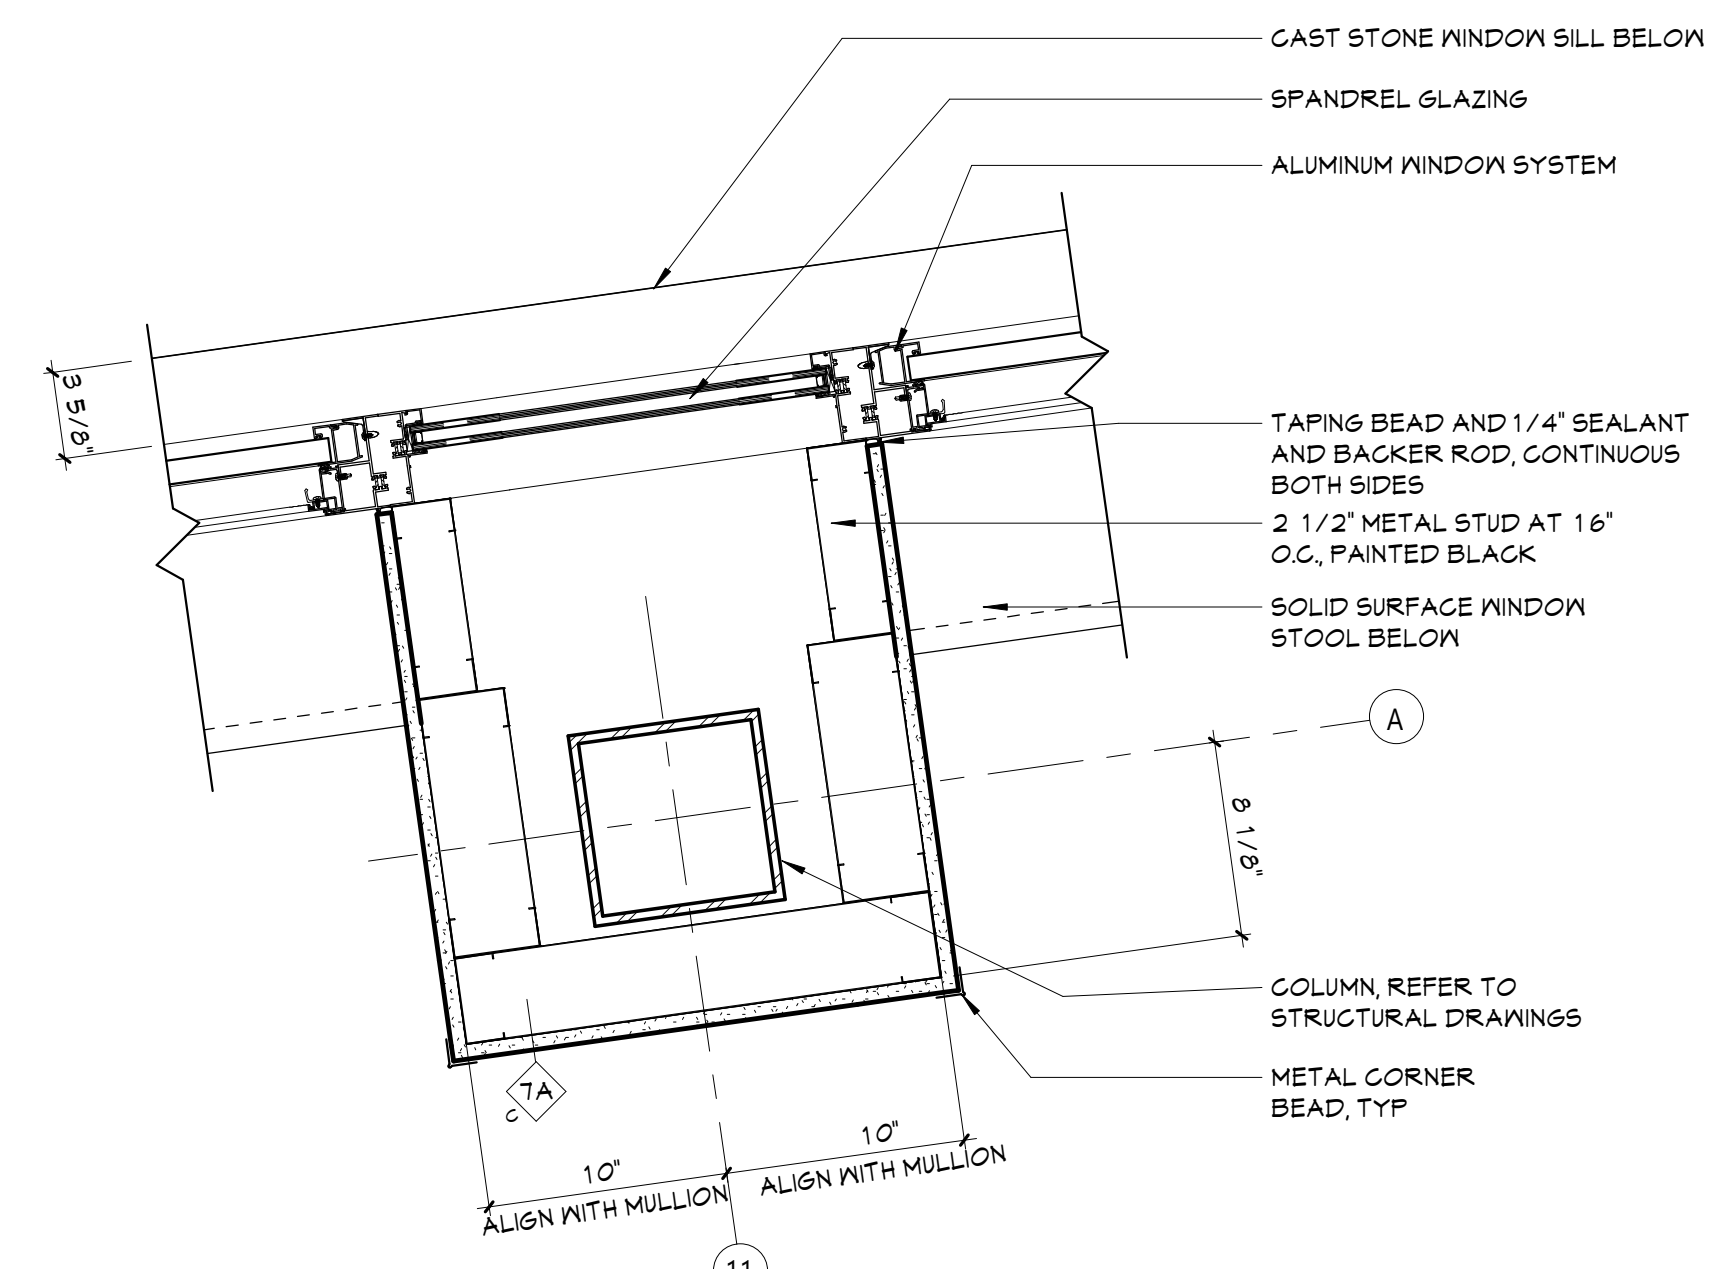 CAST STONE WINDOW SILL BELOW
SPANDREL GLAZING
ALUMINUM WINDOW SYSTEM
3 5/8"
TAPING BEAD AND 1/4" SEALANT
AND BACKER ROD, CONTINUOUS
BOTH SIDES
2 1/2" METAL STUD AT 16"
O.C., PAINTED BLACK
SOLID SURFACE WINDOW
STOOL BELOW
A
8 1/8"
COLUMN, REFER TO
STRUCTURAL DRAWINGS
METAL CORNER
BEAD, TYP
7A
C
10"
ALIGN WITH MULLION
10"
ALIGN WITH MULLION
11